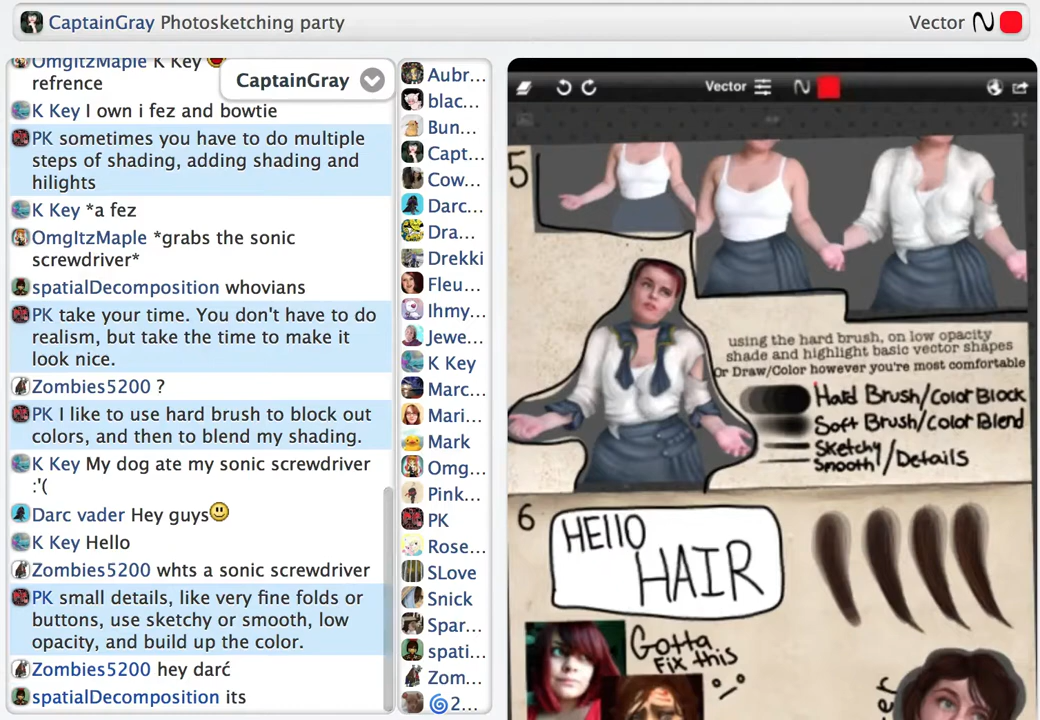 CaptainGray Photosketching party
Vector
OmgItzMaple K Key
refrence
CaptainGray
K Key I own i fez and bowtie
PK sometimes you have to do multiple
steps of shading, adding shading and
hilights
K Key *a fez
OmgItzMaple *grabs the sonic
screwdriver*
spatialDecomposition whovians
PK take your time. You don't have to do
realism, but take the time to make it
look nice.
Zombies5200 ?
PK I like to use hard brush to block out
colors, and then to blend my shading.
K Key My dog ate my sonic screwdriver
:'(
Darc vader Hey guys
K Key Hello
Zombies5200 whts a sonic screwdriver
PK small details, like very fine folds or
buttons, use sketchy or smooth, low
opacity, and build up the color.
Zombies5200 hey darć
spatialDecomposition its
Aubr...
blac...
Bun...
Capt...
Cow...
Darc...
Dra...
Drekki
Fleu...
Ihmy...
Jewe...
K Key
Marc...
Mari...
Mark
Omg...
Pink...
PK
Rose...
SLove
Snick
Spar...
spati...
Zom...
2...
Vector
5
using the hard brush, on low opacity
shade and highlight basic vector shapes
Or Draw/Color however you're most comfortable
Hard Brush/Color Block
Soft Brush/Color Blend
Sketchy
Smooth/Details
6
HEllO
HAIR
Gotta
Fix this